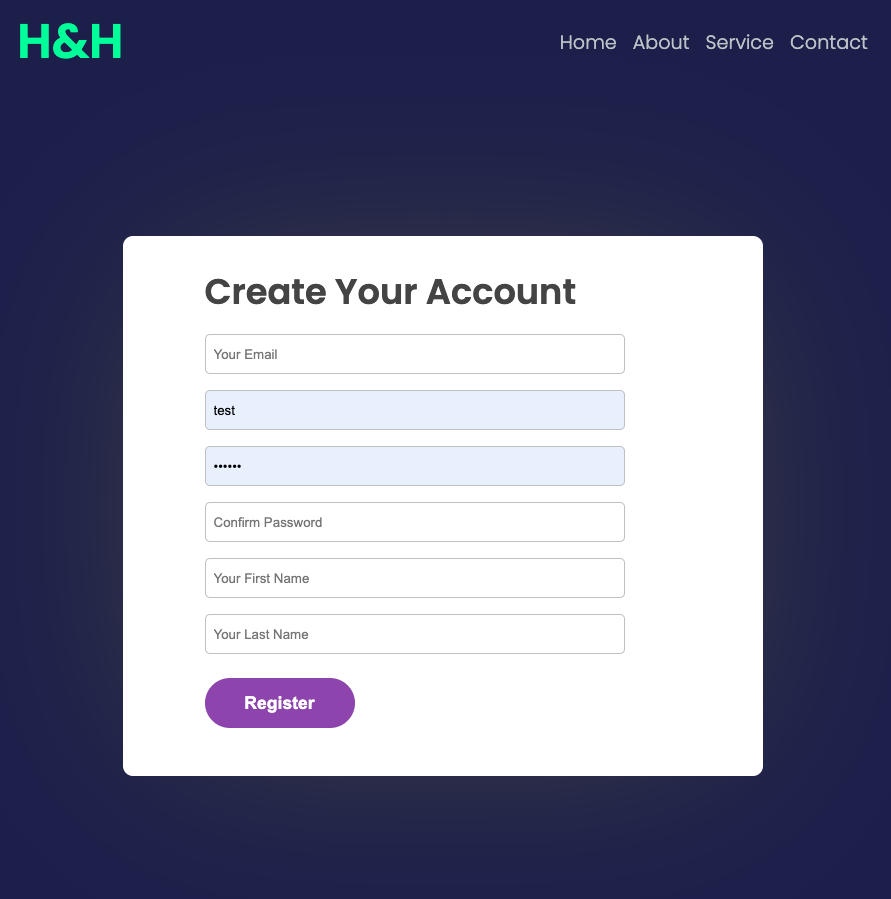 H&H
Home About Service Contact
Create Your Account
Your Email
test
••••••
Confirm Password
Your First Name
Your Last Name
Register